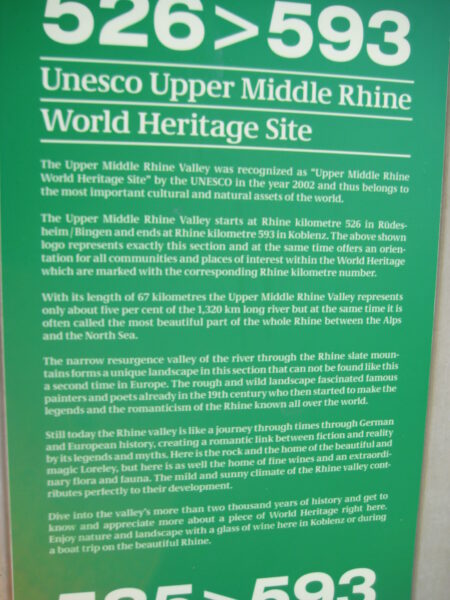 526>593
Unesco Upper Middle Rhine
World Heritage Site
The Upper Middle Rhine Valley was recognized as "Upper Middle Rhine
World Heritage Site" by the UNESCO in the year 2002 and thus belongs to
the most important cultural and natural assets of the world.
The Upper Middle Rhine Valley starts at Rhine kilometre 526 in Rüdes-
heim/Bingen and ends at Rhine kilometre 593 in Koblenz. The above shown
logo represents exactly this section and at the same time offers an orien-
tation for all communities and places of interest within the World Heritage
which are marked with the corresponding Rhine kilometre number.
With its length of 67 kilometres the Upper Middle Rhine Valley represents
only about five per cent of the 1,320 km long river but at the same time it is
often called the most beautiful part of the whole Rhine between the Alps
and the North Sea.
The narrow resurgence valley of the river through the Rhine slate moun-
tains forms a unique landscape in this section that can not be found like this
a second time in Europe. The rough and wild landscape fascinated famous
painters and poets already in the 19th century who then started to make the
legends and the romanticism of the Rhine known all over the world.
Still today the Rhine valley is like a journey through times through German
and European history, creating a romantic link between fiction and reality
by its legends and myths. Here is the rock and the home of the beautiful and
magic Loreley, but here is as well the home of fine wines and an extraordi-
nary flora and fauna. The mild and sunny climate of the Rhine valley cont-
ributes perfectly to their development.
Dive into the valley's more than two thousand years of history and get to
know and appreciate more about a piece of World Heritage right here.
Enjoy nature and landscape with a glass of wine here in Koblenz or during
a boat trip on the beautiful Rhine.
585>593